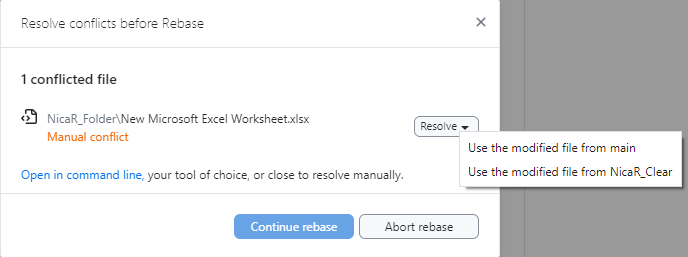 Resolve conflicts before Rebase
1 conflicted file
NicaR_Folder\New Microsoft Excel Worksheet.xlsx
Manual conflict
Resolve
Use the modified file from main
Use the modified file from NicaR_Clear
Open in command line, your tool of choice, or close to resolve manually.
Continue rebase
Abort rebase